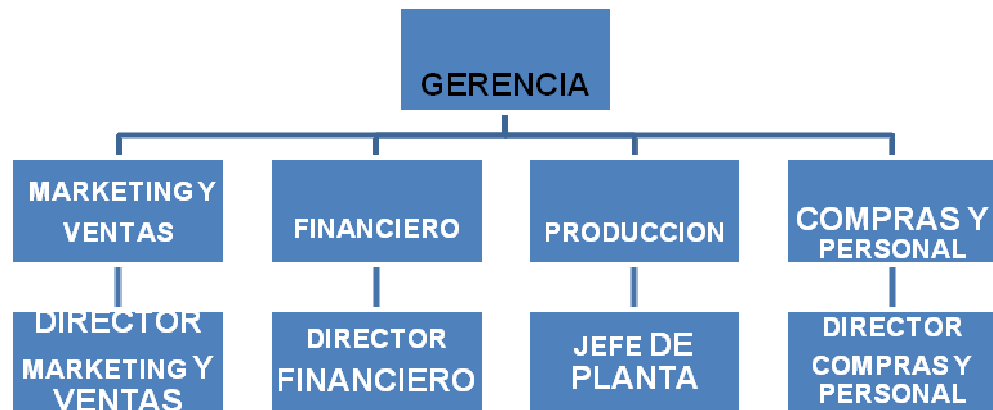 GERENCIA
MARKETING Y
VENTAS
FINANCIERO
PRODUCCION
COMPRAS Y
PERSONAL
DIRECTOR
MARKETING Y
VENTAS
DIRECTOR
FINANCIERO
JEFE DE
PLANTA
DIRECTOR
COMPRAS Y
PERSONAL